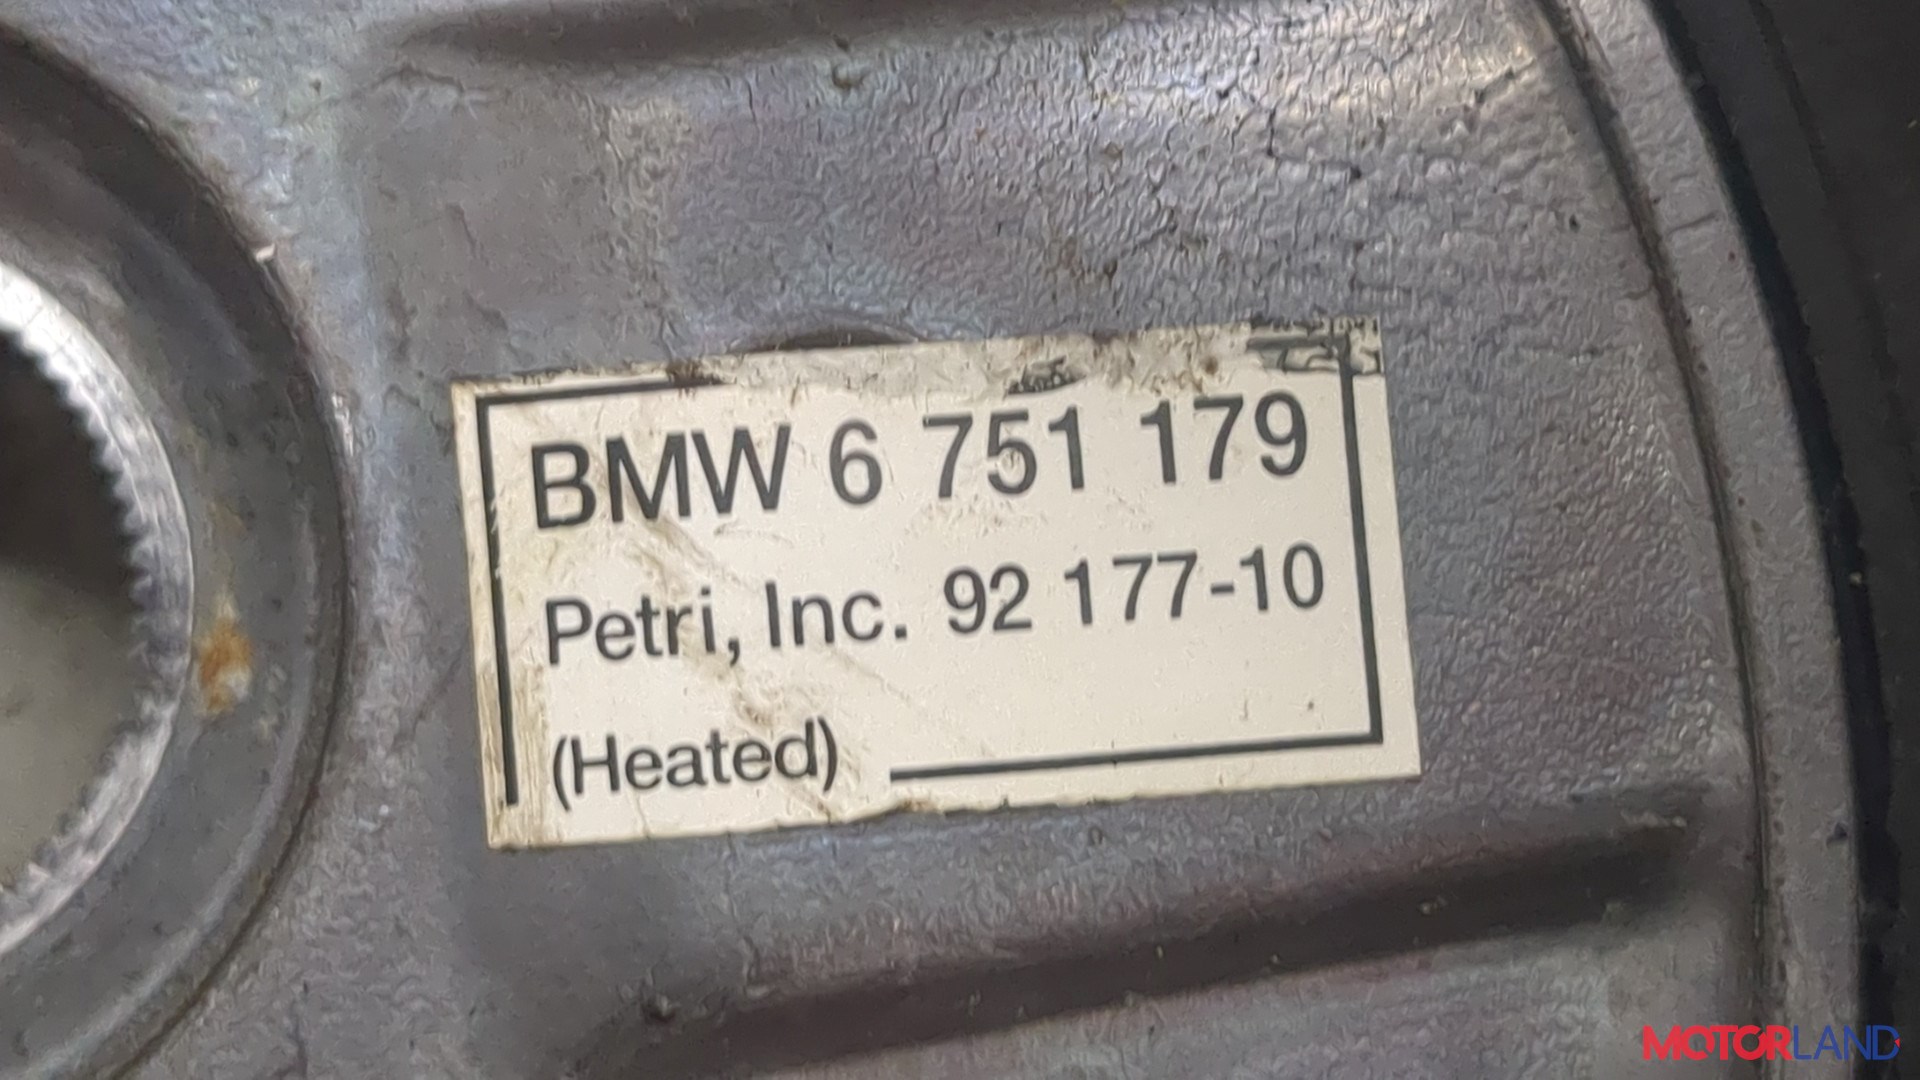 BMW 6 751 179
Petri, Inc. 92 177-10
(Heated)
MOTORLAND